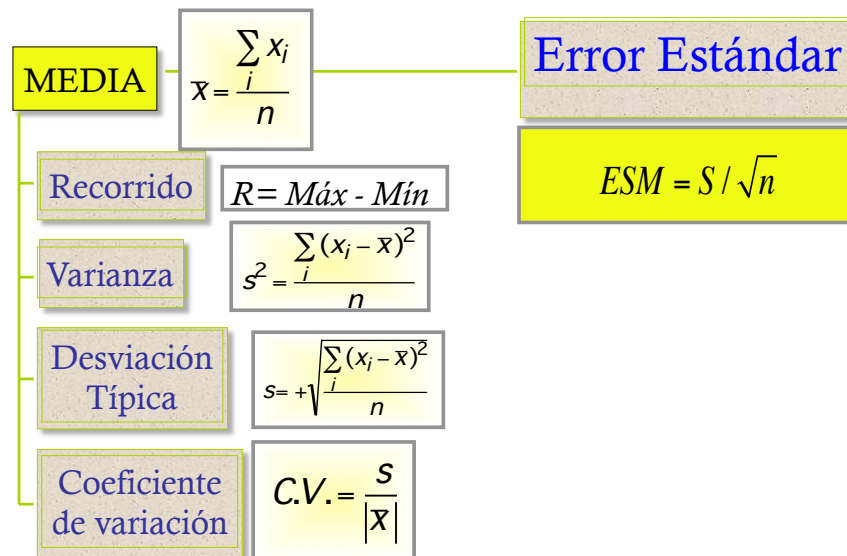 MEDIA
x̄ = ∑ᵢ xᵢ / n
Error Estándar
ESM = S / √n
Recorrido
R= Máx - Mín
Varianza
s² = ∑ᵢ (xᵢ – x̄)² / n
Desviación
Típica
s= +√(∑ᵢ (xᵢ – x̄)² / n)
Coeficiente
de variación
C.V.= s / |x̄|